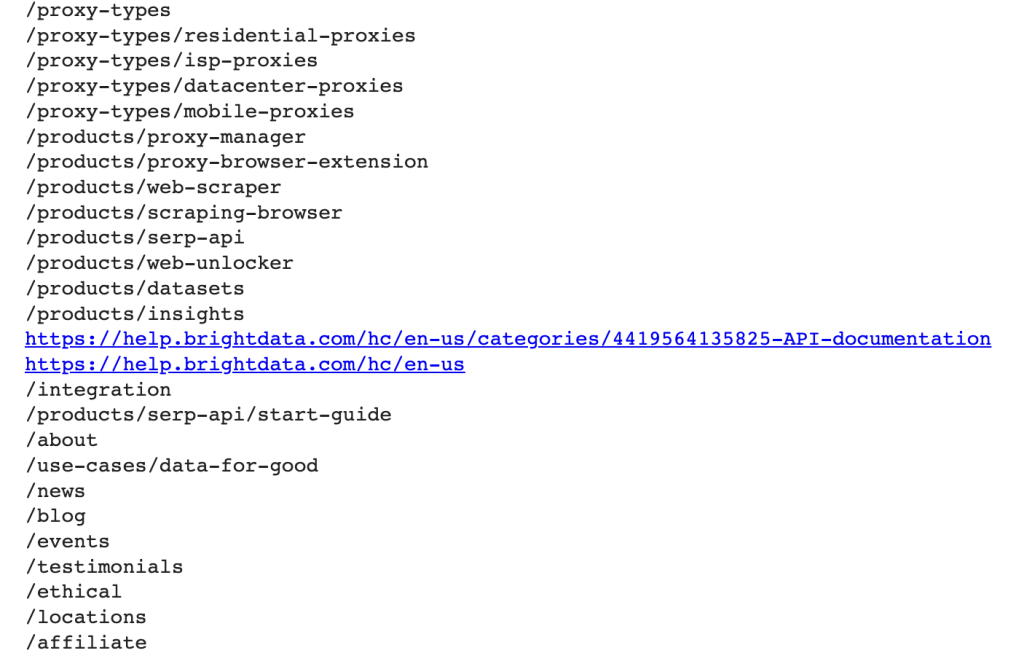 /proxy-types
/proxy-types/residential-proxies
/proxy-types/isp-proxies
/proxy-types/datacenter-proxies
/proxy-types/mobile-proxies
/products/proxy-manager
/products/proxy-browser-extension
/products/web-scraper
/products/scraping-browser
/products/serp-api
/products/web-unlocker
/products/datasets
/products/insights
https://help.brightdata.com/hc/en-us/categories/4419564135825-API-documentation
https://help.brightdata.com/hc/en-us
/integration
/products/serp-api/start-guide
/about
/use-cases/data-for-good
/news
/blog
/events
/testimonials
/ethical
/locations
/affiliate